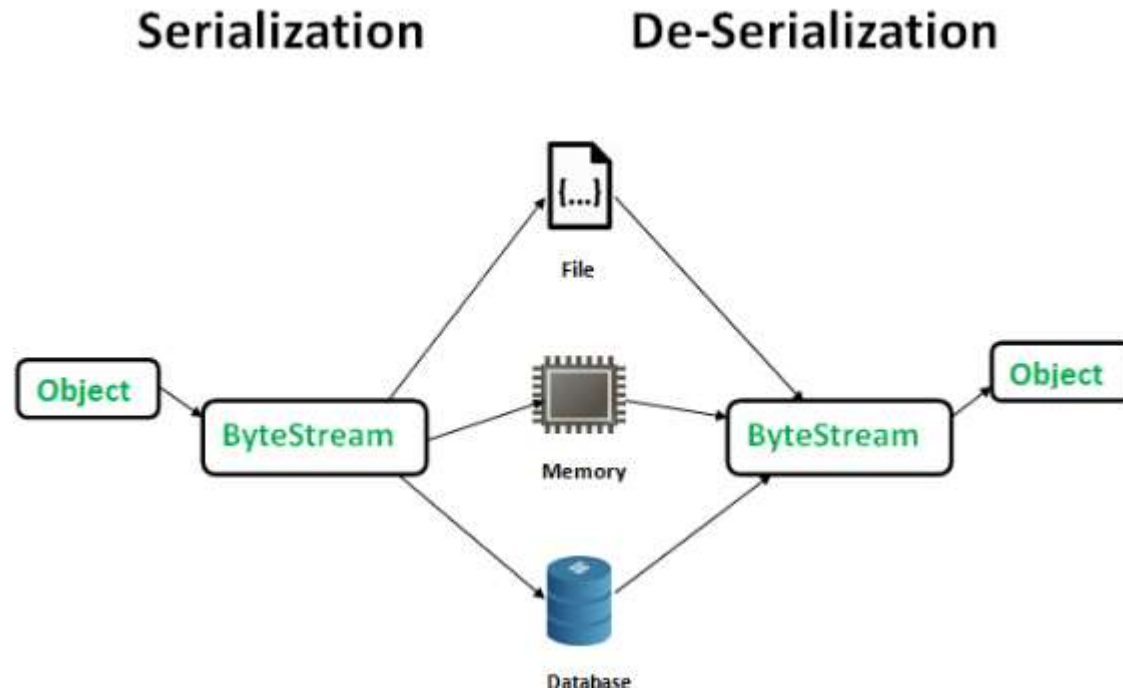 Serialization De-Serialization
{...}
File
Object
Object
ByteStream
ByteStream
Memory
Database